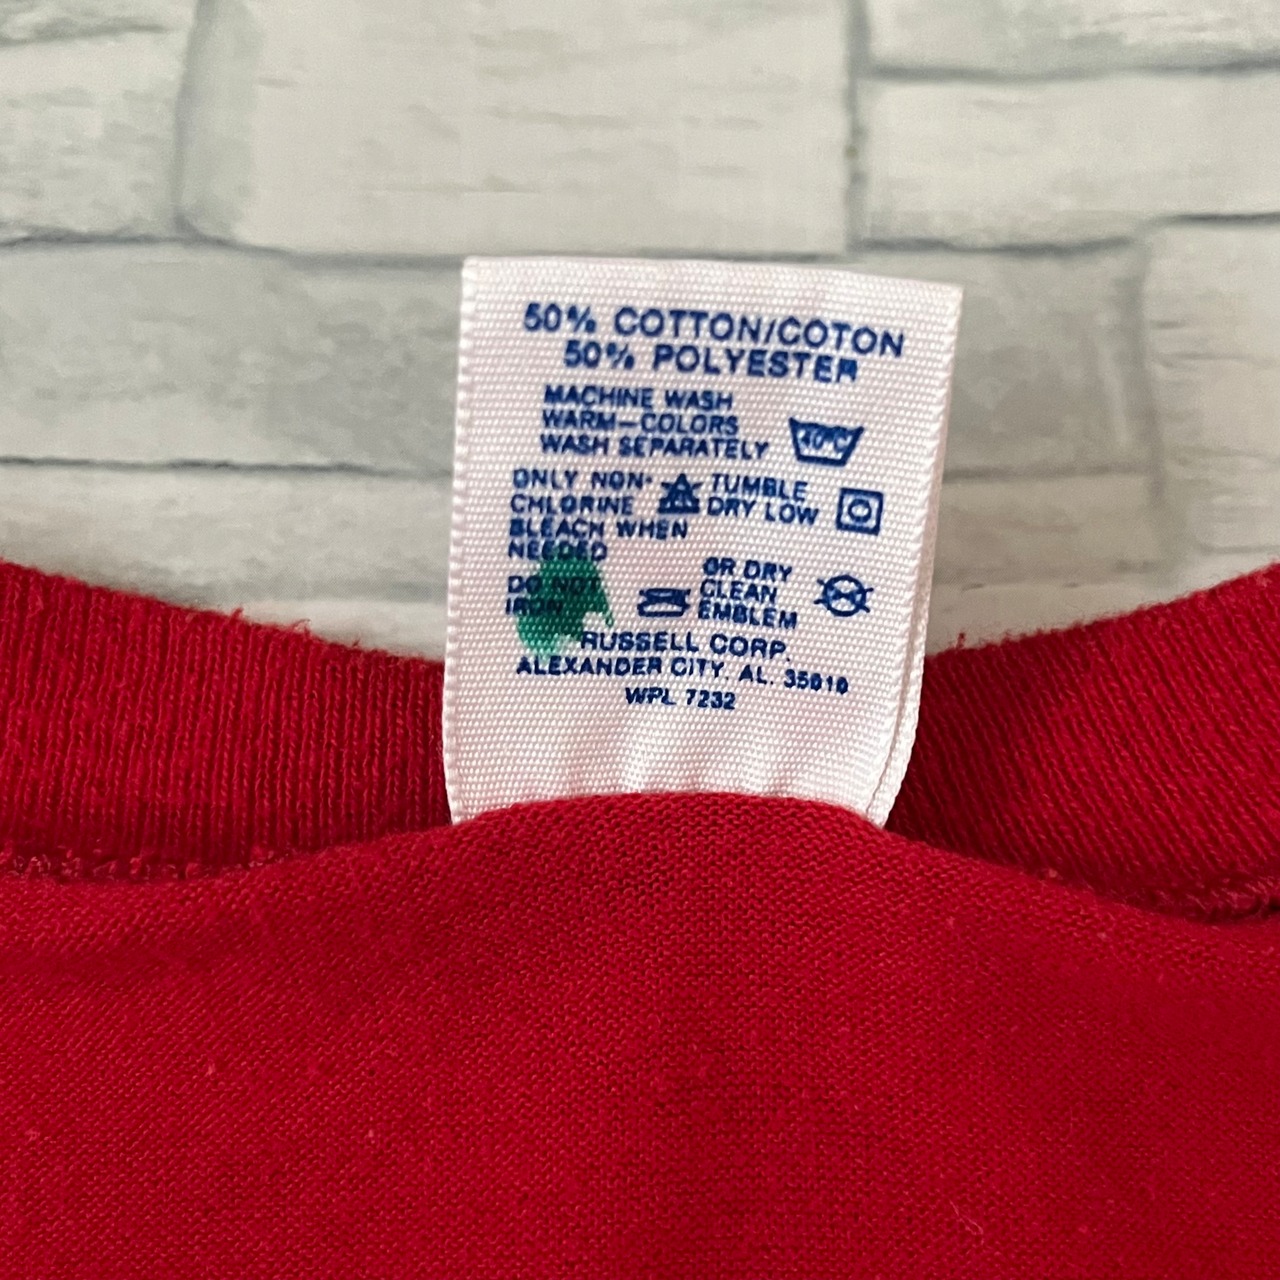 50% COTTON/COTON
50% POLYESTER
MACHINE WASH
WARM-COLORS
WASH SEPARATELY
40°C
ONLY NON-
CHLORINE
BLEACH WHEN
NEEDED
TUMBLE
DRY LOW
DO NOT
IRON
OR DRY
CLEAN
EMBLEM
RUSSELL CORP.
ALEXANDER CITY. AL. 35010
WPL 7232